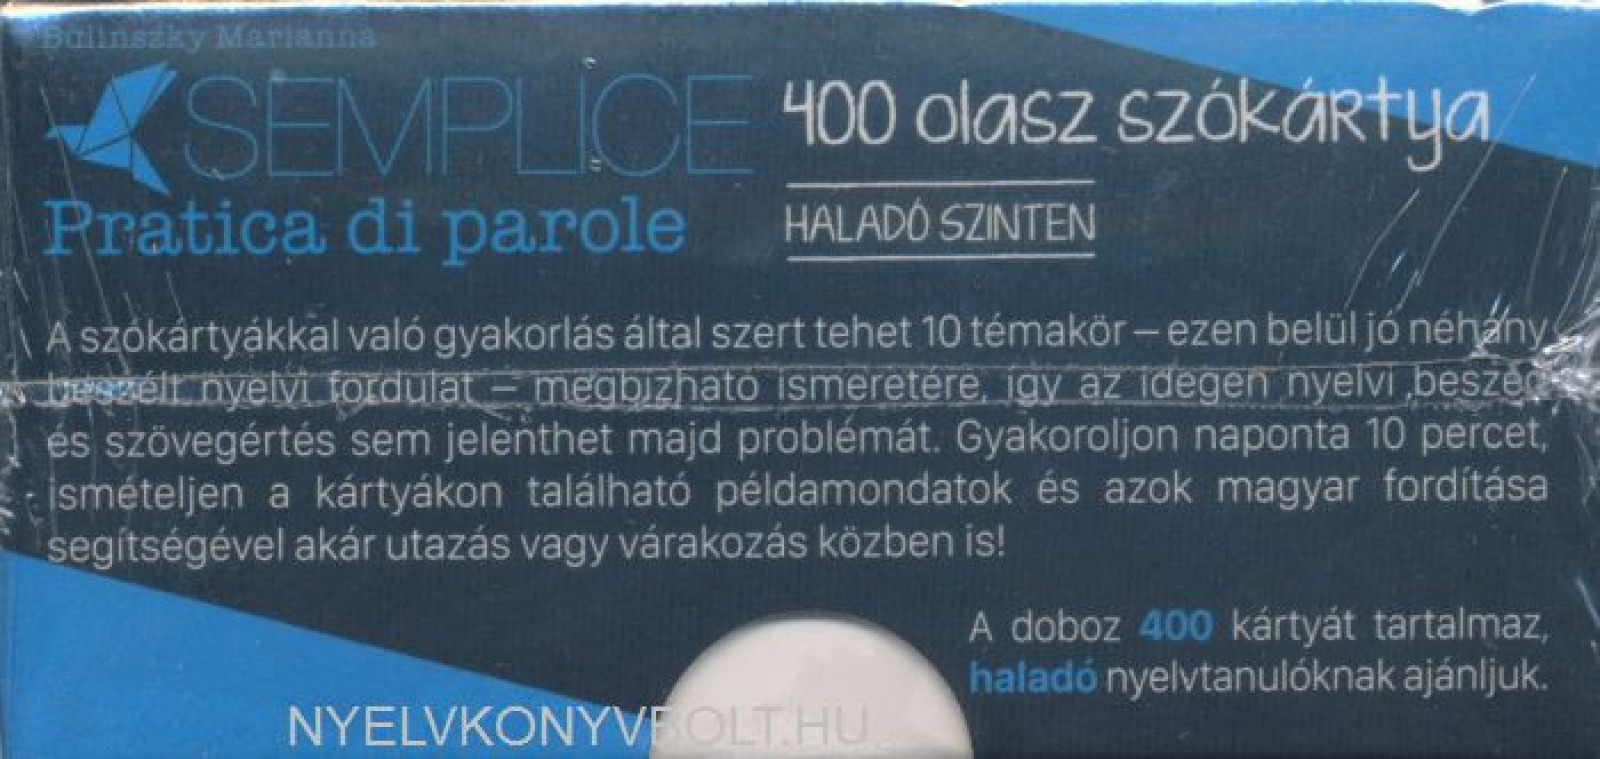 Bulinszky Marianna
SEMPLICE
Pratica di parole
400 olasz szókártya
HALADÓ SZINTEN
A szókártyákkal való gyakorlás által szert tehet 10 témakör – ezen belül jó néhány
beszélt nyelvi fordulat – megbízható ismeretére, így az idegen nyelvi beszéd
és szövegértés sem jelenthet majd problémát. Gyakoroljon naponta 10 percet,
ismételjen a kártyákon található példamondatok és azok magyar fordítása
segítségével akár utazás vagy várakozás közben is!
A doboz 400 kártyát tartalmaz,
haladó nyelvtanulóknak ajánljuk.
NYELVKONYVBOLT.HU